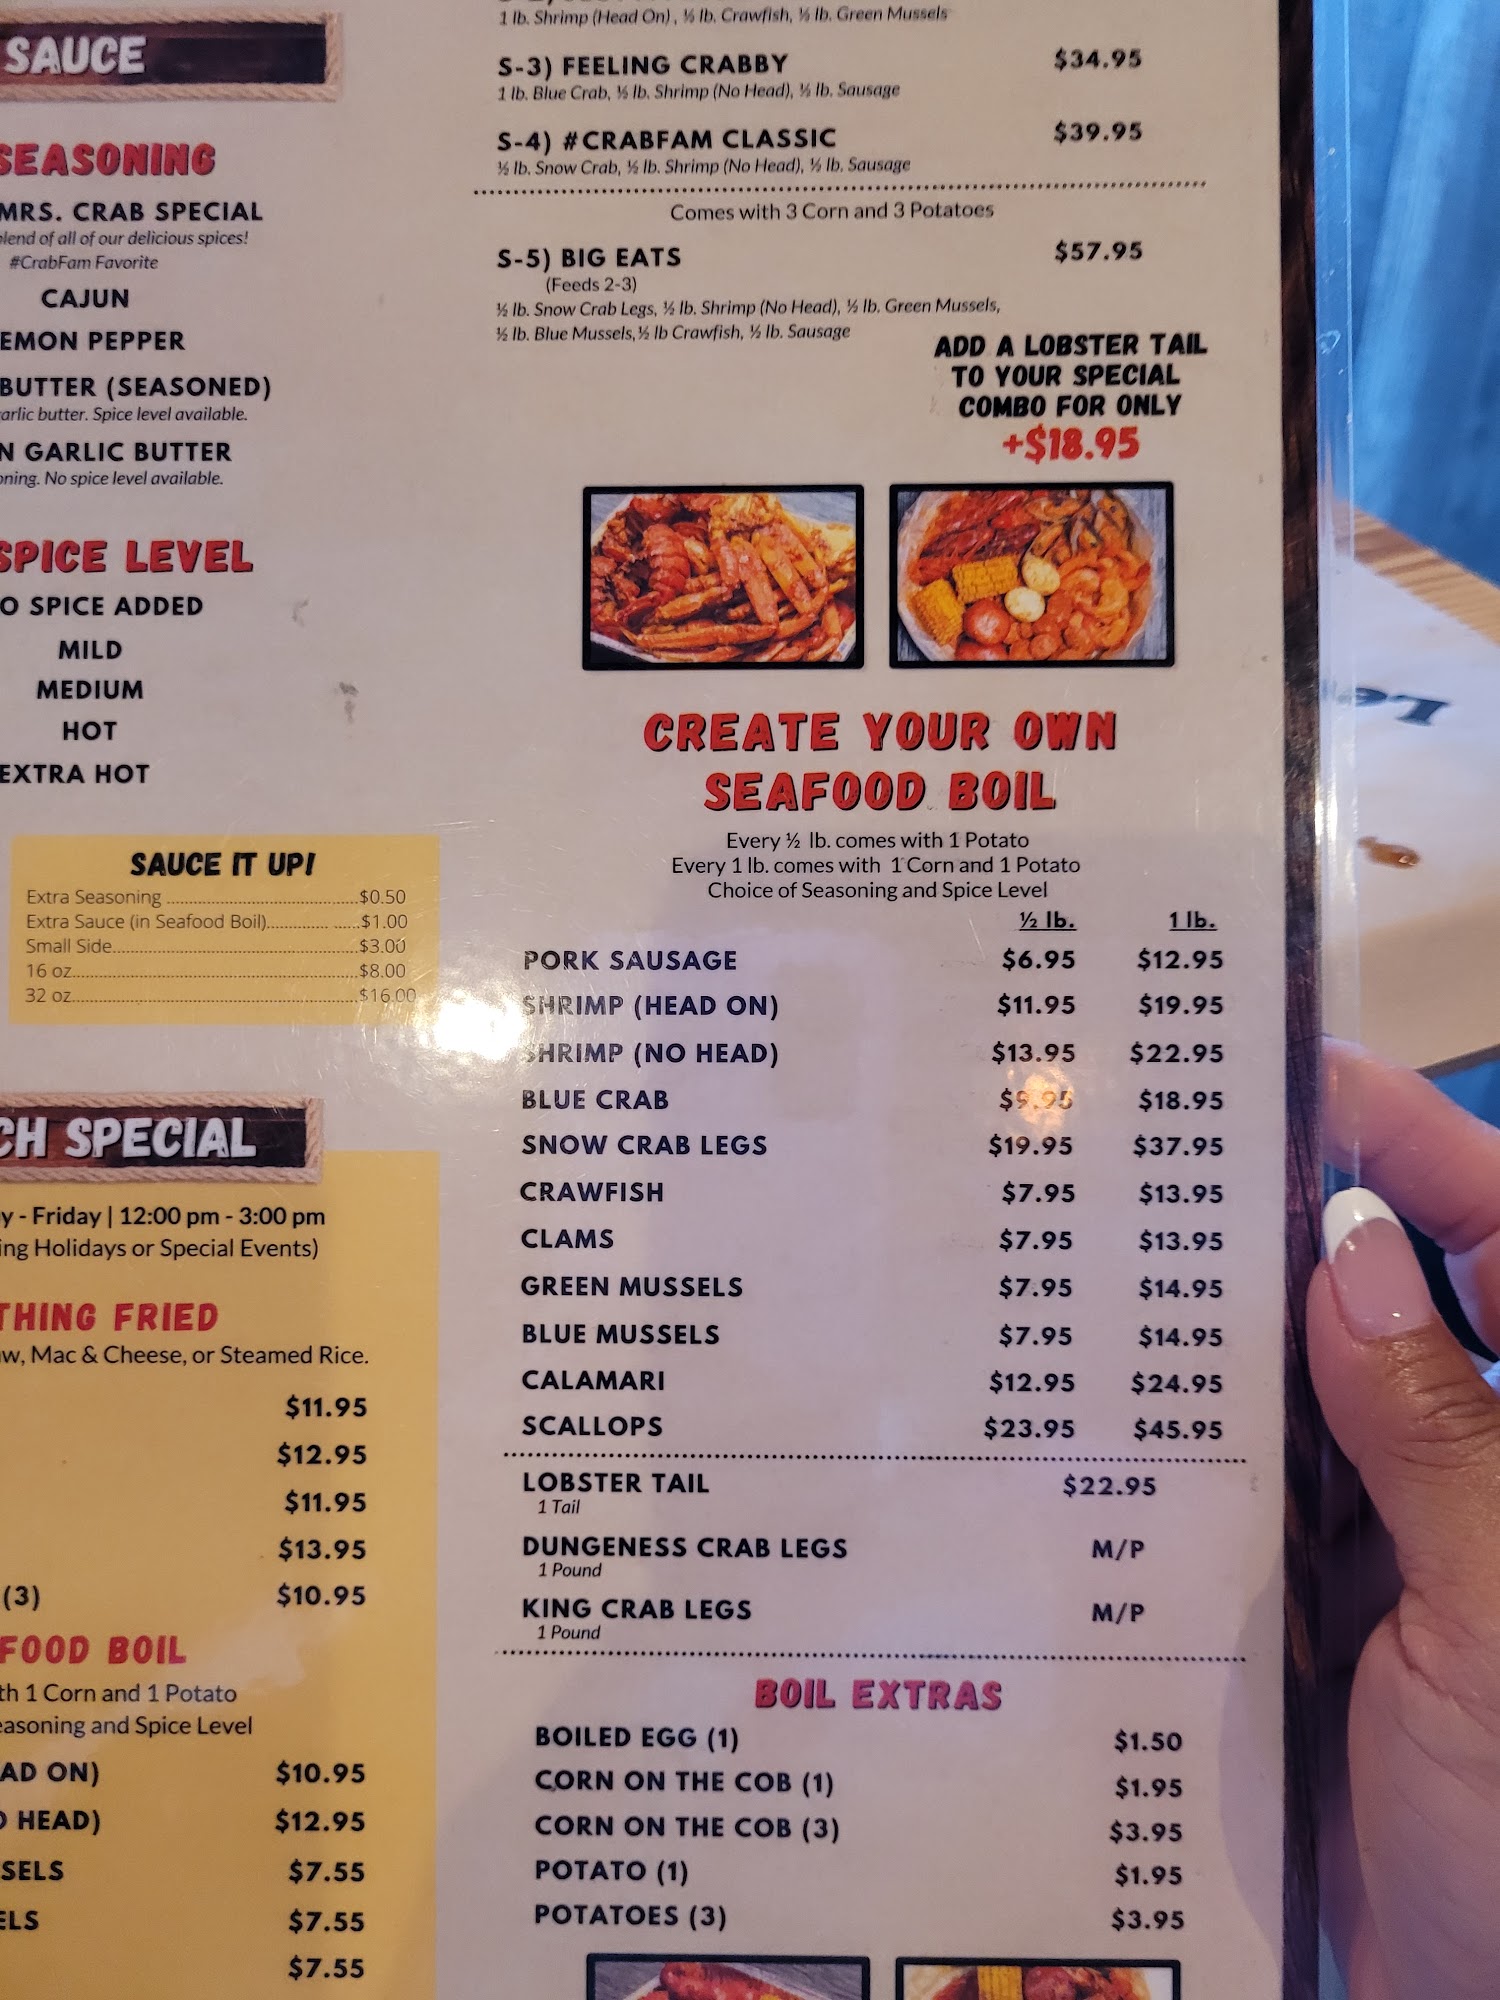 SAUCE
SEASONING
MRS. CRAB SPECIAL
blend of all of our delicious spices!
#CrabFam Favorite
CAJUN
EMON PEPPER
BUTTER (SEASONED)
arlic butter. Spice level available.
N GARLIC BUTTER
oning. No spice level available.
SPICE LEVEL
O SPICE ADDED
MILD
MEDIUM
HOT
EXTRA HOT
SAUCE IT UP!
Extra Seasoning $0.50
Extra Sauce (in Seafood Boil) $1.00
Small Side $3.00
16 oz $8.00
32 oz $16.00
CH SPECIAL
y - Friday | 12:00 pm - 3:00 pm
ing Holidays or Special Events)
THING FRIED
aw, Mac & Cheese, or Steamed Rice.
$11.95
$12.95
$11.95
$13.95
(3) $10.95
FOOD BOIL
th 1 Corn and 1 Potato
easoning and Spice Level
AD ON) $10.95
O HEAD) $12.95
SELS $7.55
ELS $7.55
$7.55
1 lb. Shrimp (Head On), ½ lb. Crawfish, ½ lb. Green Mussels
S-3) FEELING CRABBY $34.95
1 lb. Blue Crab, ½ lb. Shrimp (No Head), ½ lb. Sausage
S-4) #CRABFAM CLASSIC $39.95
½ lb. Snow Crab, ½ lb. Shrimp (No Head), ½ lb. Sausage
Comes with 3 Corn and 3 Potatoes
S-5) BIG EATS $57.95
(Feeds 2-3)
½ lb. Snow Crab Legs, ½ lb. Shrimp (No Head), ½ lb. Green Mussels,
½ lb. Blue Mussels, ½ lb Crawfish, ½ lb. Sausage
ADD A LOBSTER TAIL
TO YOUR SPECIAL
COMBO FOR ONLY
+$18.95
CREATE YOUR OWN
SEAFOOD BOIL
Every ½ lb. comes with 1 Potato
Every 1 lb. comes with 1 Corn and 1 Potato
Choice of Seasoning and Spice Level
½ lb. 1 lb.
PORK SAUSAGE $6.95 $12.95
SHRIMP (HEAD ON) $11.95 $19.95
SHRIMP (NO HEAD) $13.95 $22.95
BLUE CRAB $9.95 $18.95
SNOW CRAB LEGS $19.95 $37.95
CRAWFISH $7.95 $13.95
CLAMS $7.95 $13.95
GREEN MUSSELS $7.95 $14.95
BLUE MUSSELS $7.95 $14.95
CALAMARI $12.95 $24.95
SCALLOPS $23.95 $45.95
LOBSTER TAIL $22.95
1 Tail
DUNGENESS CRAB LEGS M/P
1 Pound
KING CRAB LEGS M/P
1 Pound
BOIL EXTRAS
BOILED EGG (1) $1.50
CORN ON THE COB (1) $1.95
CORN ON THE COB (3) $3.95
POTATO (1) $1.95
POTATOES (3) $3.95